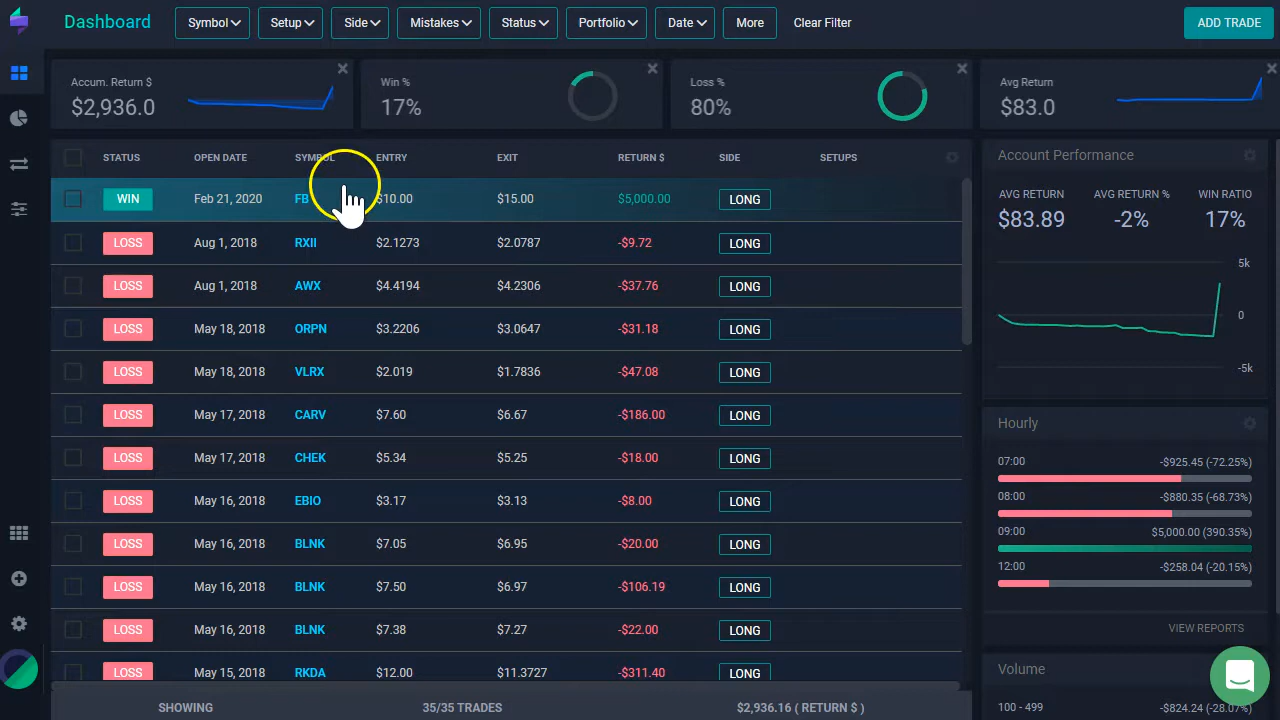 Dashboard Symbol Setup Side Mistakes Status Portfolio Date More Clear Filter ADD TRADE
Accum. Return $
$2,936.0
Win %
17%
Loss %
80%
Avg Return
$83.0
STATUS OPEN DATE SYMBOL ENTRY EXIT RETURN $ SIDE SETUPS
WIN Feb 21, 2020 FB $10.00 $15.00 $5,000.00 LONG
LOSS Aug 1, 2018 RXII $2.1273 $2.0787 -$9.72 LONG
LOSS Aug 1, 2018 AWX $4.4194 $4.2306 -$37.76 LONG
LOSS May 18, 2018 ORPN $3.2206 $3.0647 -$31.18 LONG
LOSS May 18, 2018 VLRX $2.019 $1.7836 -$47.08 LONG
LOSS May 17, 2018 CARV $7.60 $6.67 -$186.00 LONG
LOSS May 17, 2018 CHEK $5.34 $5.25 -$18.00 LONG
LOSS May 16, 2018 EBIO $3.17 $3.13 -$8.00 LONG
LOSS May 16, 2018 BLNK $7.05 $6.95 -$20.00 LONG
LOSS May 16, 2018 BLNK $7.50 $6.97 -$106.19 LONG
LOSS May 16, 2018 BLNK $7.38 $7.27 -$22.00 LONG
LOSS May 15, 2018 RKDA $12.00 $11.3727 -$311.40 LONG
SHOWING 35/35 TRADES $2,936.16 ( RETURN $ )
Account Performance
AVG RETURN AVG RETURN % WIN RATIO
$83.89 -2% 17%
5k
0
-5k
Hourly
07:00 -$925.45 (-72.25%)
08:00 -$880.35 (-68.73%)
09:00 $5,000.00 (390.35%)
12:00 -$258.04 (-20.15%)
VIEW REPORTS
Volume
100 - 499 -$824.24 (-28.07%)